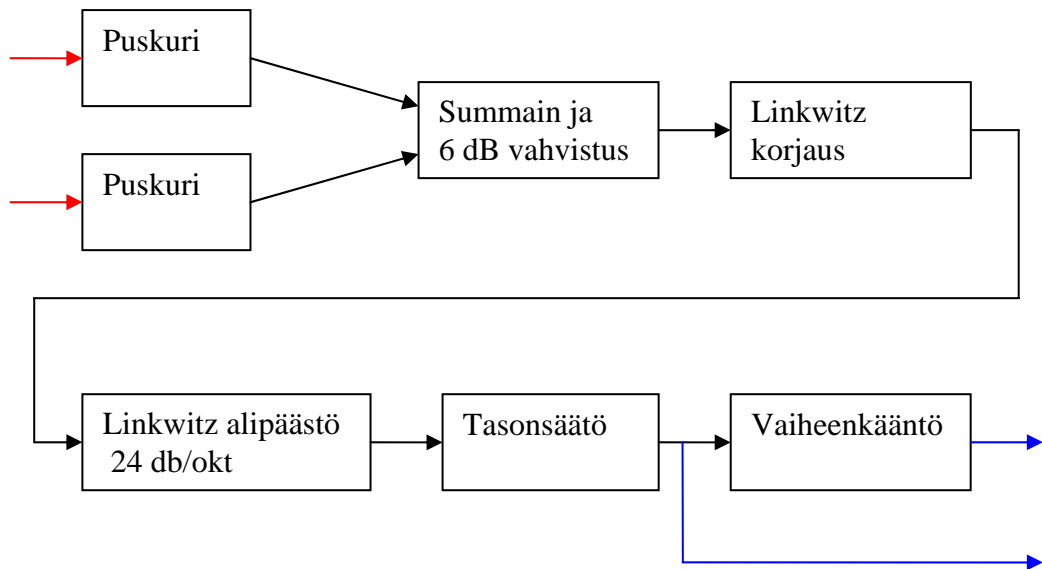 Puskuri
Puskuri
Summain ja
6 dB vahvistus
Linkwitz
korjaus
Linkwitz alipäästö
24 db/okt
Tasonsäätö
Vaiheenkääntö